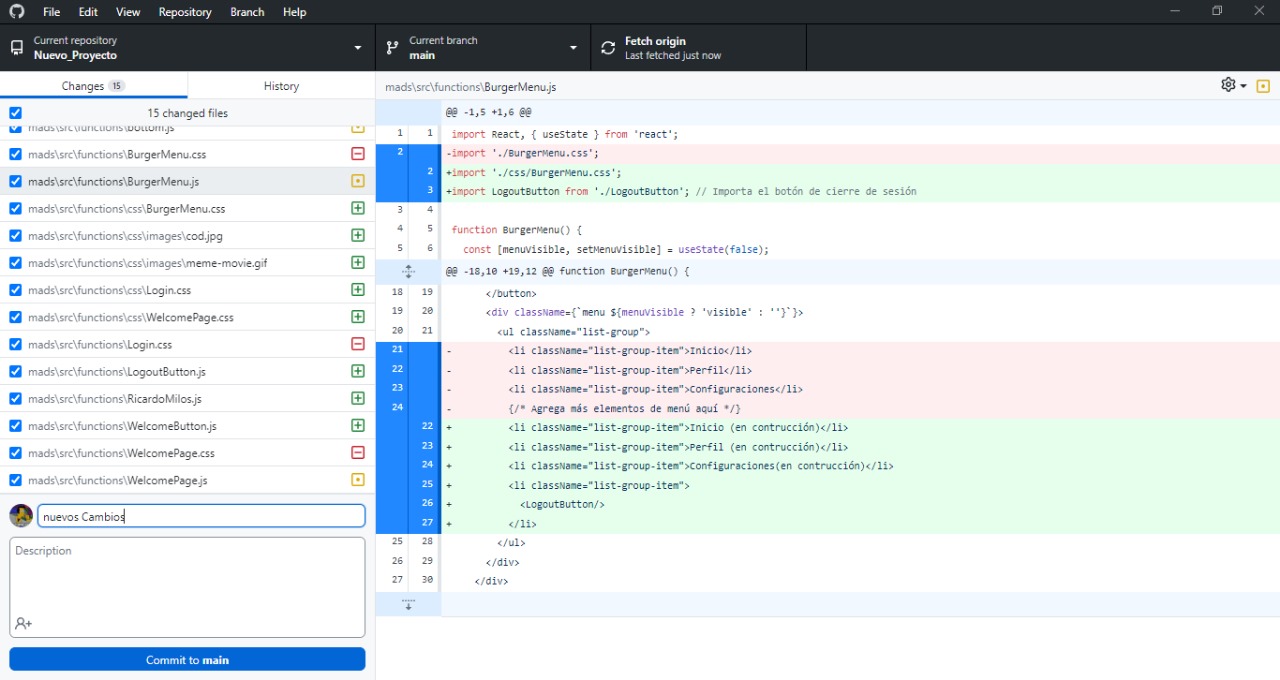 File Edit View Repository Branch Help
Current repository
Nuevo_Proyecto
Current branch
main
Fetch origin
Last fetched just now
Changes 15
History
15 changed files
mads\src\functions\bottom.js
mads\src\functions\BurgerMenu.css
mads\src\functions\BurgerMenu.js
mads\src\functions\css\BurgerMenu.css
mads\src\functions\css\images\cod.jpg
mads\src\functions\css\images\meme-movie.gif
mads\src\functions\css\Login.css
mads\src\functions\css\WelcomePage.css
mads\src\functions\Login.css
mads\src\functions\LogoutButton.js
mads\src\functions\RicardoMilos.js
mads\src\functions\WelcomeButton.js
mads\src\functions\WelcomePage.css
mads\src\functions\WelcomePage.js
nuevos Cambios
Description
Commit to main
mads\src\functions\BurgerMenu.js
@@ -1,5 +1,6 @@
1 1 import React, { useState } from 'react';
2 -import './BurgerMenu.css';
2 +import './css/BurgerMenu.css';
3 +import LogoutButton from './LogoutButton'; // Importa el botón de cierre de sesión
3 4
4 5 function BurgerMenu() {
5 6 const [menuVisible, setMenuVisible] = useState(false);
@@ -18,10 +19,12 @@ function BurgerMenu() {
18 19 </button>
19 20 <div className={`menu ${menuVisible ? 'visible' : ''}`}>
20 21 <ul className="list-group">
21 - <li className="list-group-item">Inicio</li>
22 - <li className="list-group-item">Perfil</li>
23 - <li className="list-group-item">Configuraciones</li>
24 - {/* Agrega más elementos de menú aquí */}
22 + <li className="list-group-item">Inicio (en contrucción)</li>
23 + <li className="list-group-item">Perfil (en contrucción)</li>
24 + <li className="list-group-item">Configuraciones(en contrucción)</li>
25 + <li className="list-group-item">
26 + <LogoutButton/>
27 + </li>
25 28 </ul>
26 29 </div>
27 30 </div>